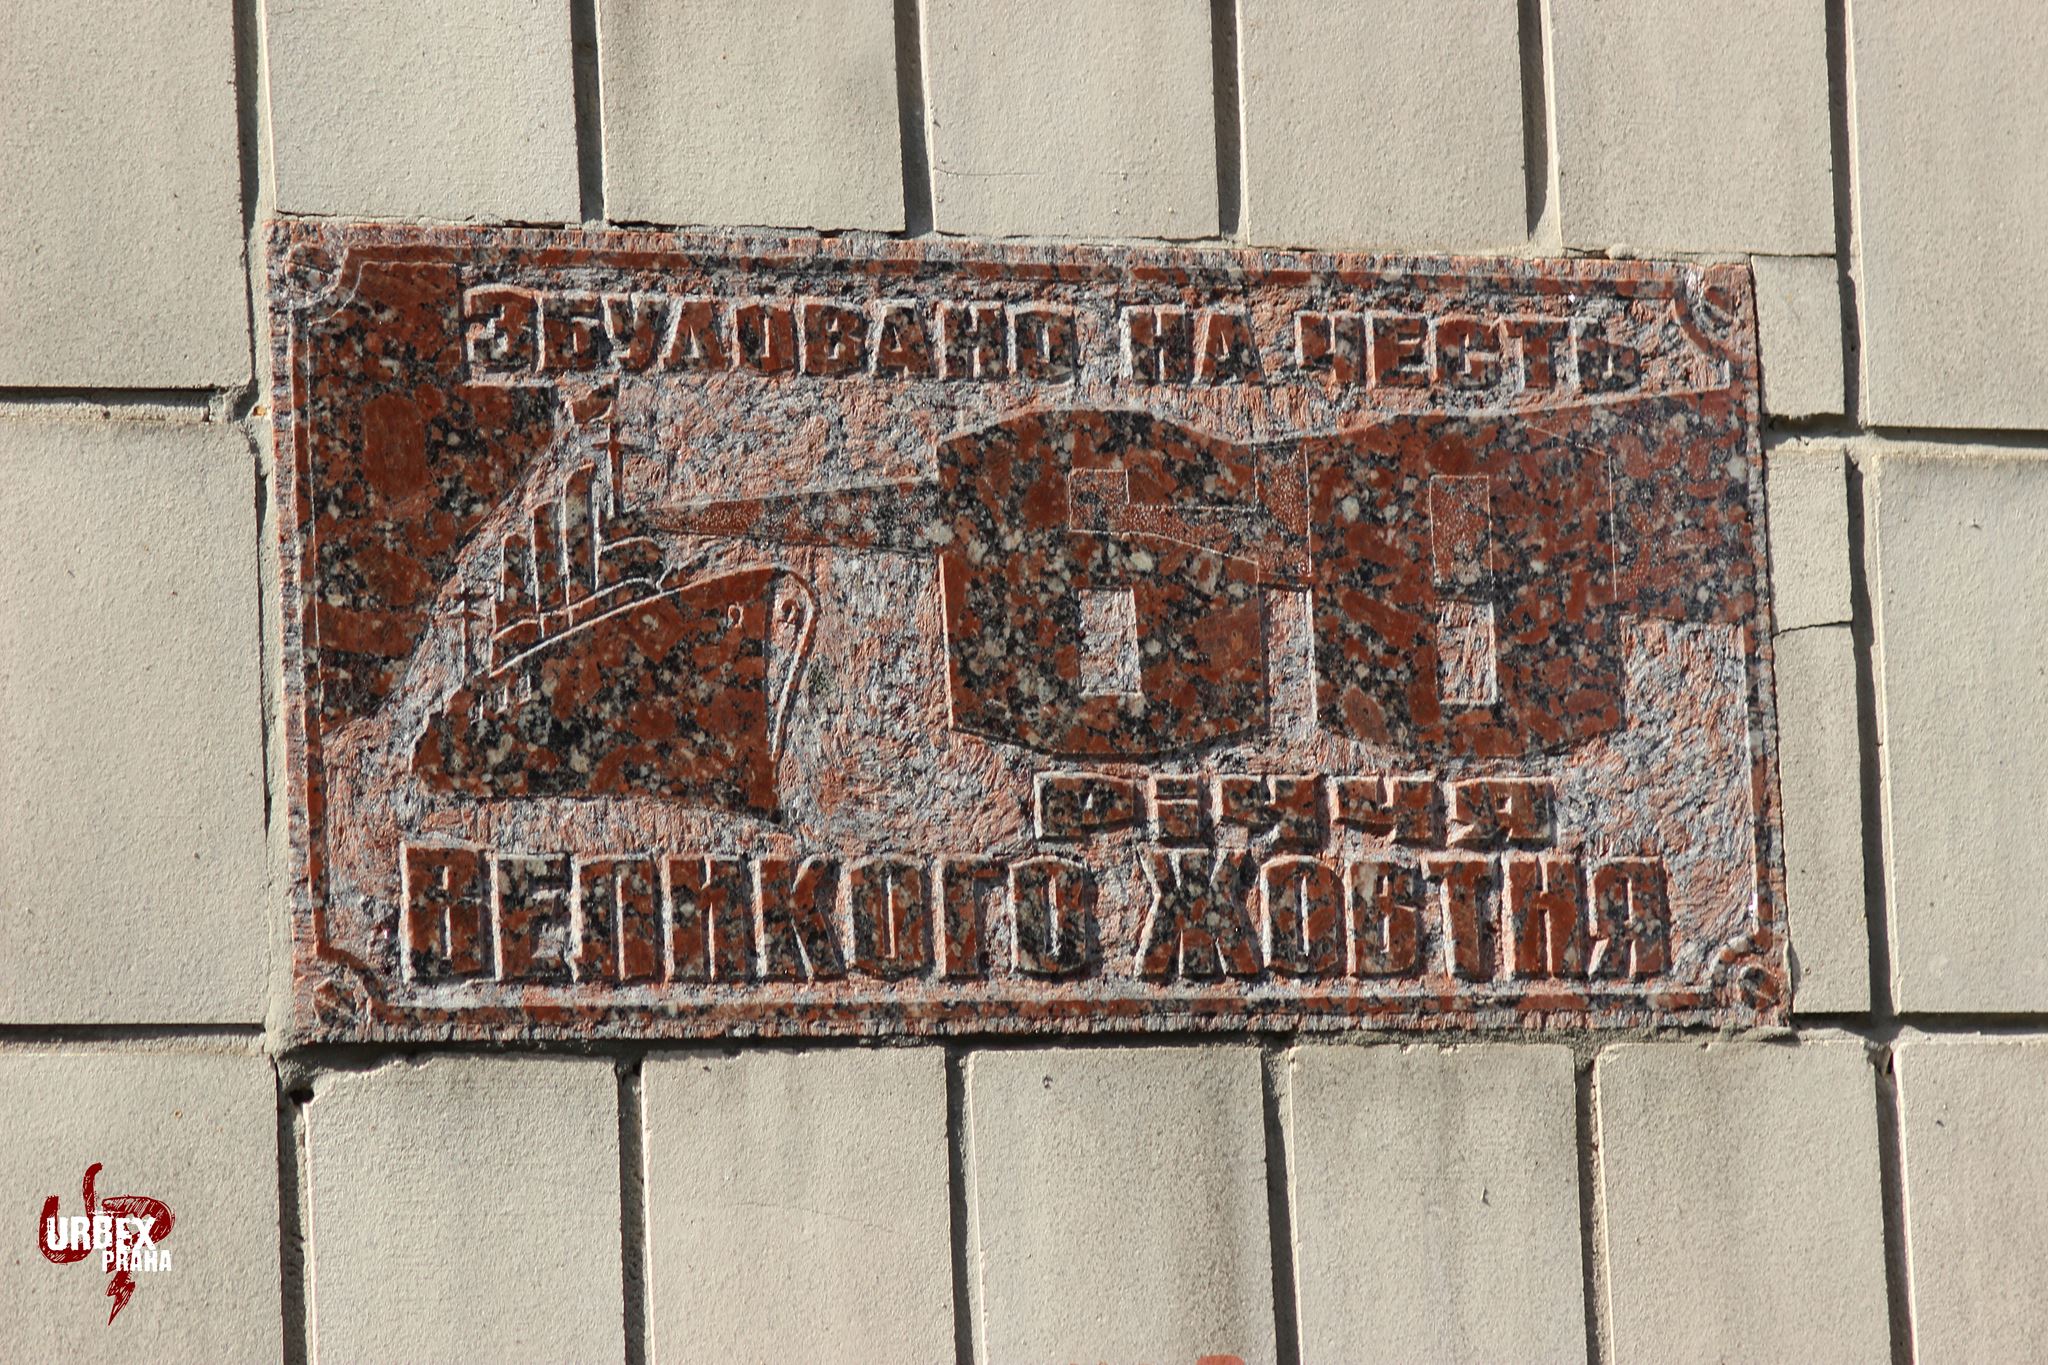 ЗБУДОВАНО НА ЧЕСТЬ
60
РІЧЧЯ
ВЕЛИКОГО ЖОВТНЯ
URBEX
PRAHA